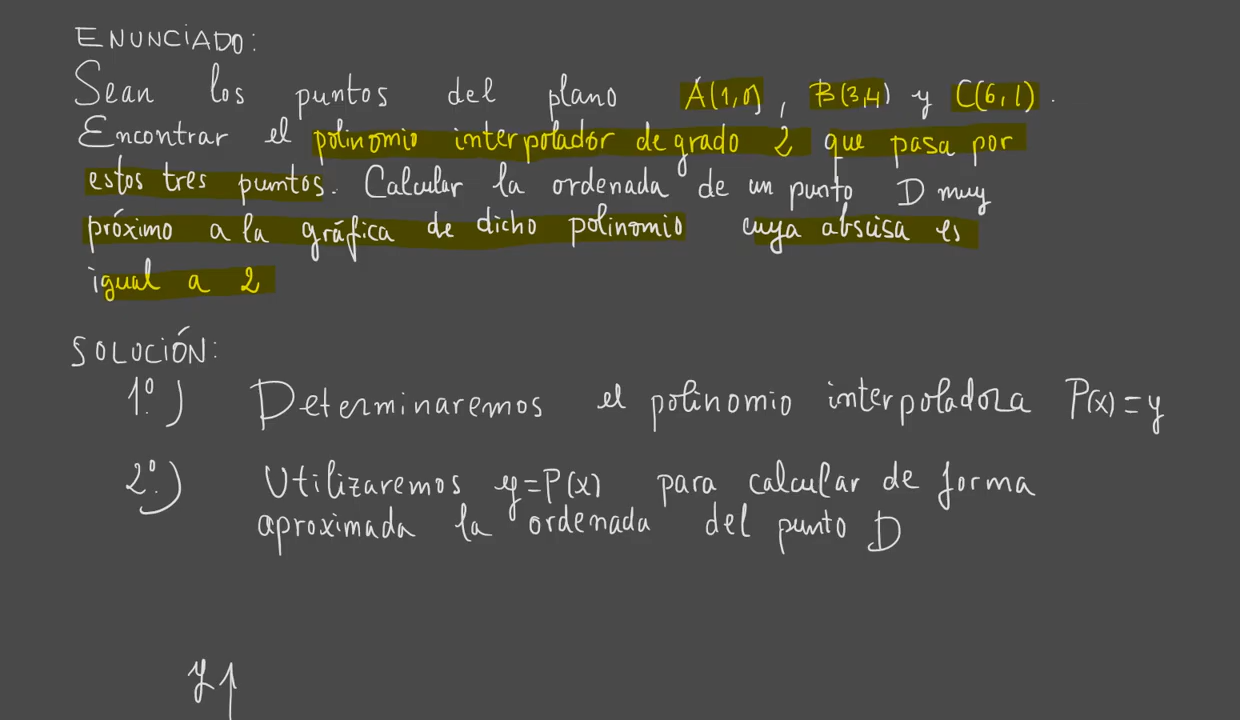 ENUNCIADO:
Sean los puntos del plano A(1,0), B(3,4) y C(6,1).
Encontrar el polinomio interpolador de grado 2 que pasa por
estos tres puntos. Calcular la ordenada de un punto D muy
próximo a la gráfica de dicho polinomio cuya abscisa es
igual a 2
SOLUCIÓN:
1º.) Determinaremos el polinomio interpoladora P(x)=y
2º.) Utilizaremos y=P(x) para calcular de forma
aproximada la ordenada del punto D
y